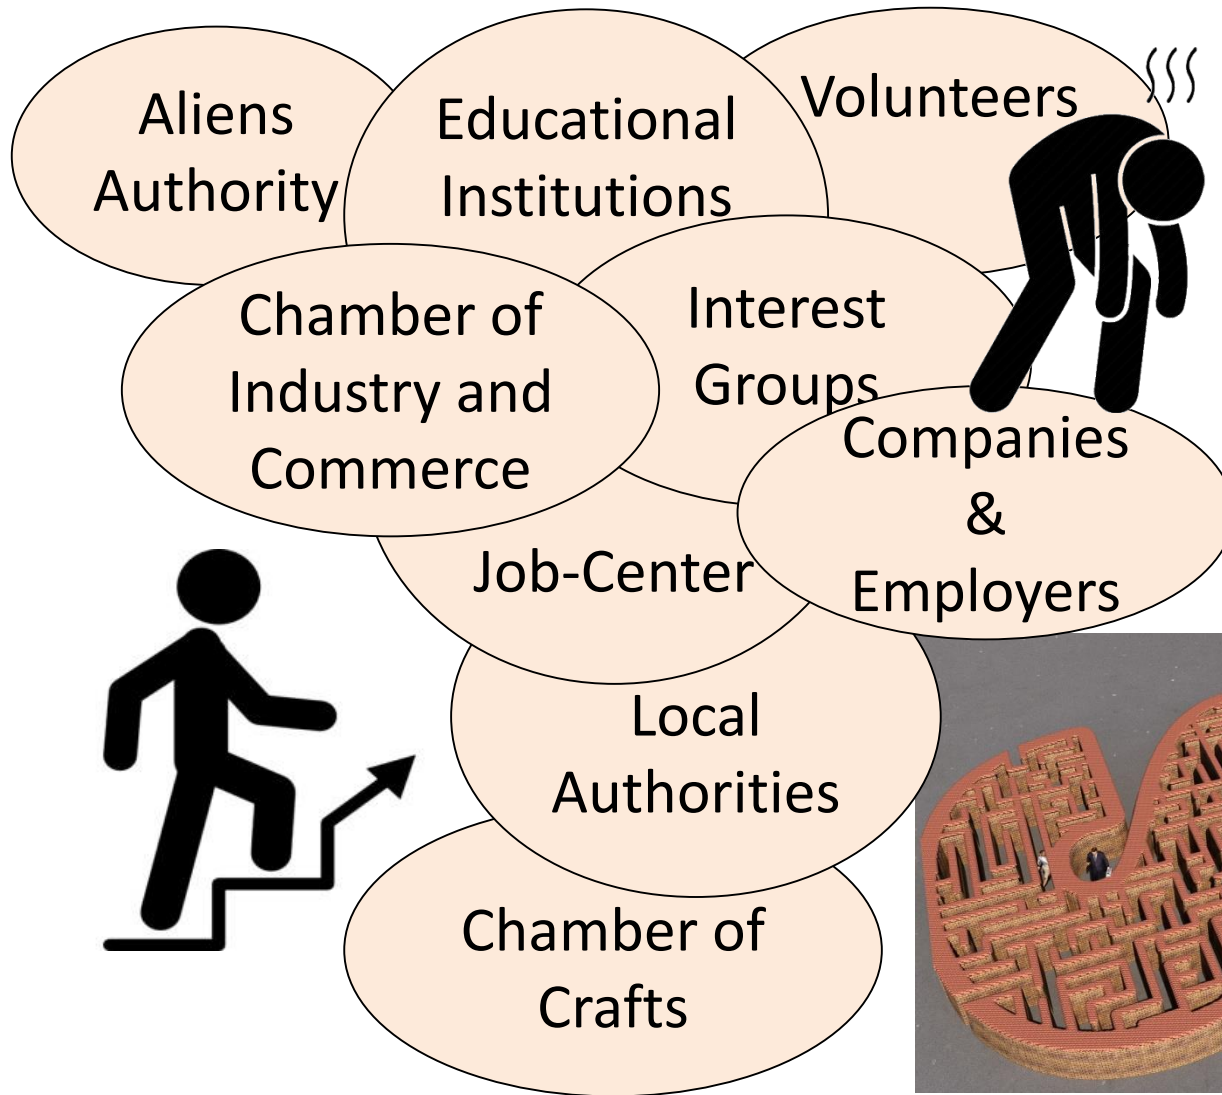 Aliens
Authority
Educational
Institutions
Volunteers
Chamber of
Industry and
Commerce
Interest
Groups
Companies
&
Employers
Job-Center
Local
Authorities
Chamber of
Crafts